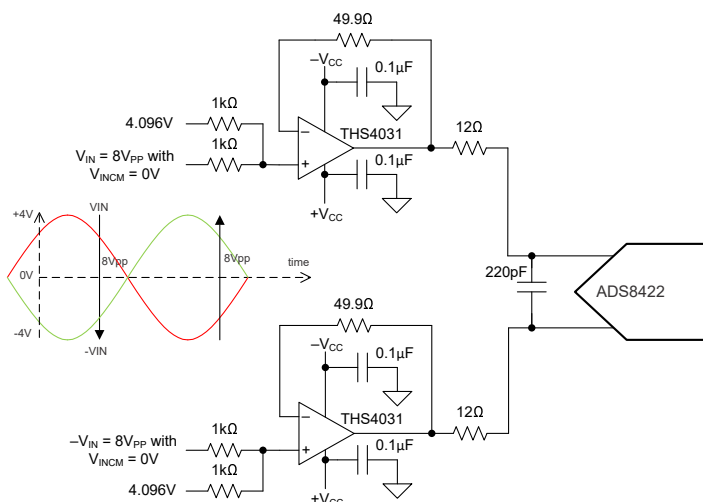 49.9Ω
–VCC
0.1μF
1kΩ
4.096V
THS4031
1kΩ
12Ω
VIN = 8VPP with
VINCM = 0V
0.1μF
+VCC
+4V
VIN
8Vpp
8Vpp
time
0V
220pF
ADS8422
-4V
-VIN
49.9Ω
–VCC
0.1μF
THS4031
12Ω
–VIN = 8VPP with
VINCM = 0V
1kΩ
0.1μF
1kΩ
4.096V
+VCC